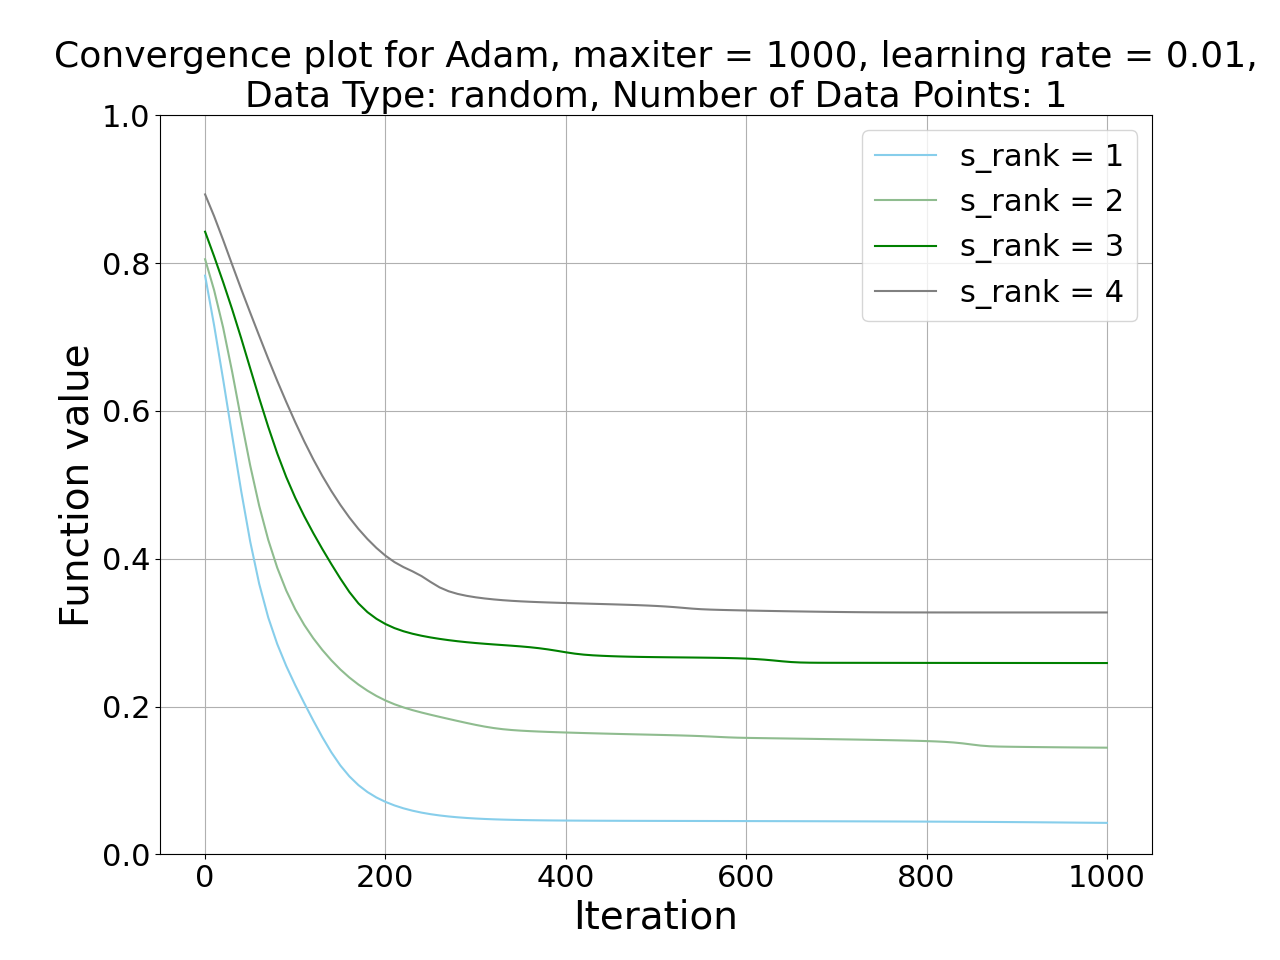 Convergence plot for Adam, maxiter = 1000, learning rate = 0.01,
Data Type: random, Number of Data Points: 1
1.0
0.8
0.6
0.4
0.2
0.0
Function value
s_rank = 1
s_rank = 2
s_rank = 3
s_rank = 4
0 200 400 600 800 1000
Iteration